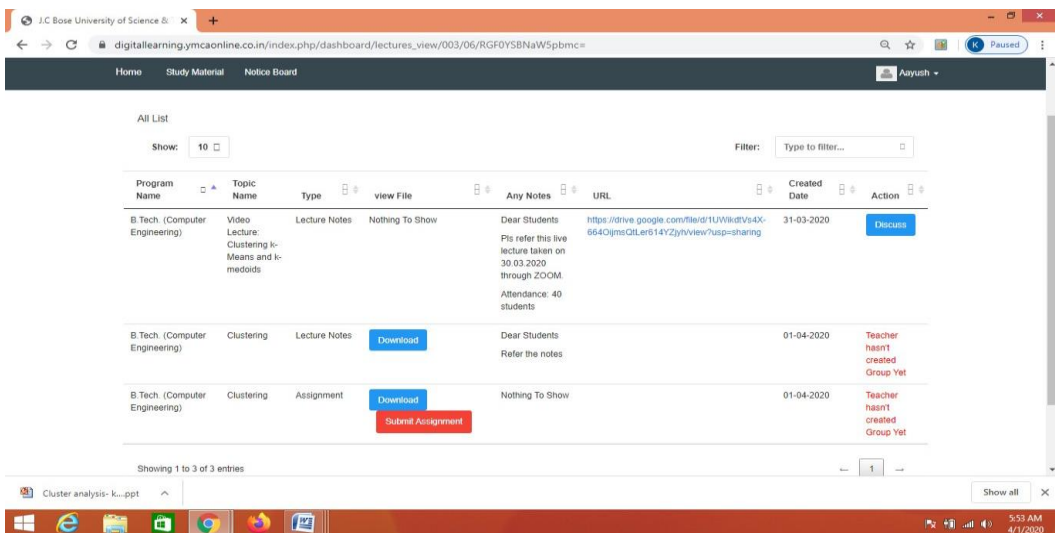 J.C Bose University of Science &
digitallearning.ymcaonline.co.in/index.php/dashboard/lectures_view/003/06/RGF0YSBNaW5pbmc=
K Paused
Home Study Material Notice Board Aayush
All List
Show: 10 Filter: Type to filter...
Program Name Topic Name Type view File Any Notes URL Created Date Action
B.Tech. (Computer Engineering)
Video Lecture: Clustering k-Means and k-medoids
Lecture Notes
Nothing To Show
Dear Students
Pls refer this live lecture taken on 30.03.2020 through ZOOM.
Attendance: 40 students
https://drive.google.com/file/d/1UWikdtVs4X-664OijmsQtLer614YZjyh/view?usp=sharing
31-03-2020
Discuss
B.Tech. (Computer Engineering)
Clustering
Lecture Notes
Download
Dear Students
Refer the notes
01-04-2020
Teacher hasn't created Group Yet
B.Tech. (Computer Engineering)
Clustering
Assignment
Download
Submit Assignment
Nothing To Show
01-04-2020
Teacher hasn't created Group Yet
Showing 1 to 3 of 3 entries
← 1 →
Cluster analysis- k....ppt
Show all
5:53 AM
4/1/2020